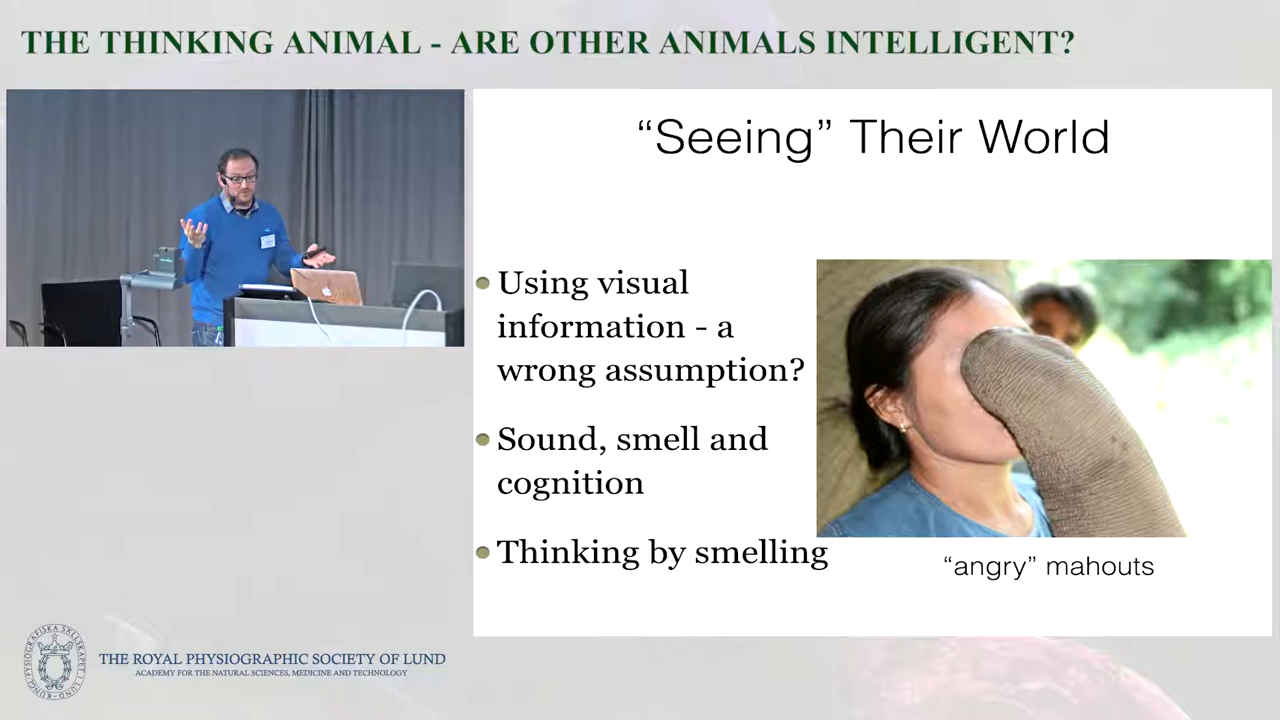 THE THINKING ANIMAL - ARE OTHER ANIMALS INTELLIGENT?
“Seeing” Their World
Using visual
information - a
wrong assumption?
Sound, smell and
cognition
Thinking by smelling
“angry” mahouts
THE ROYAL PHYSIOGRAPHIC SOCIETY OF LUND
ACADEMY FOR THE NATURAL SCIENCES, MEDICINE AND TECHNOLOGY